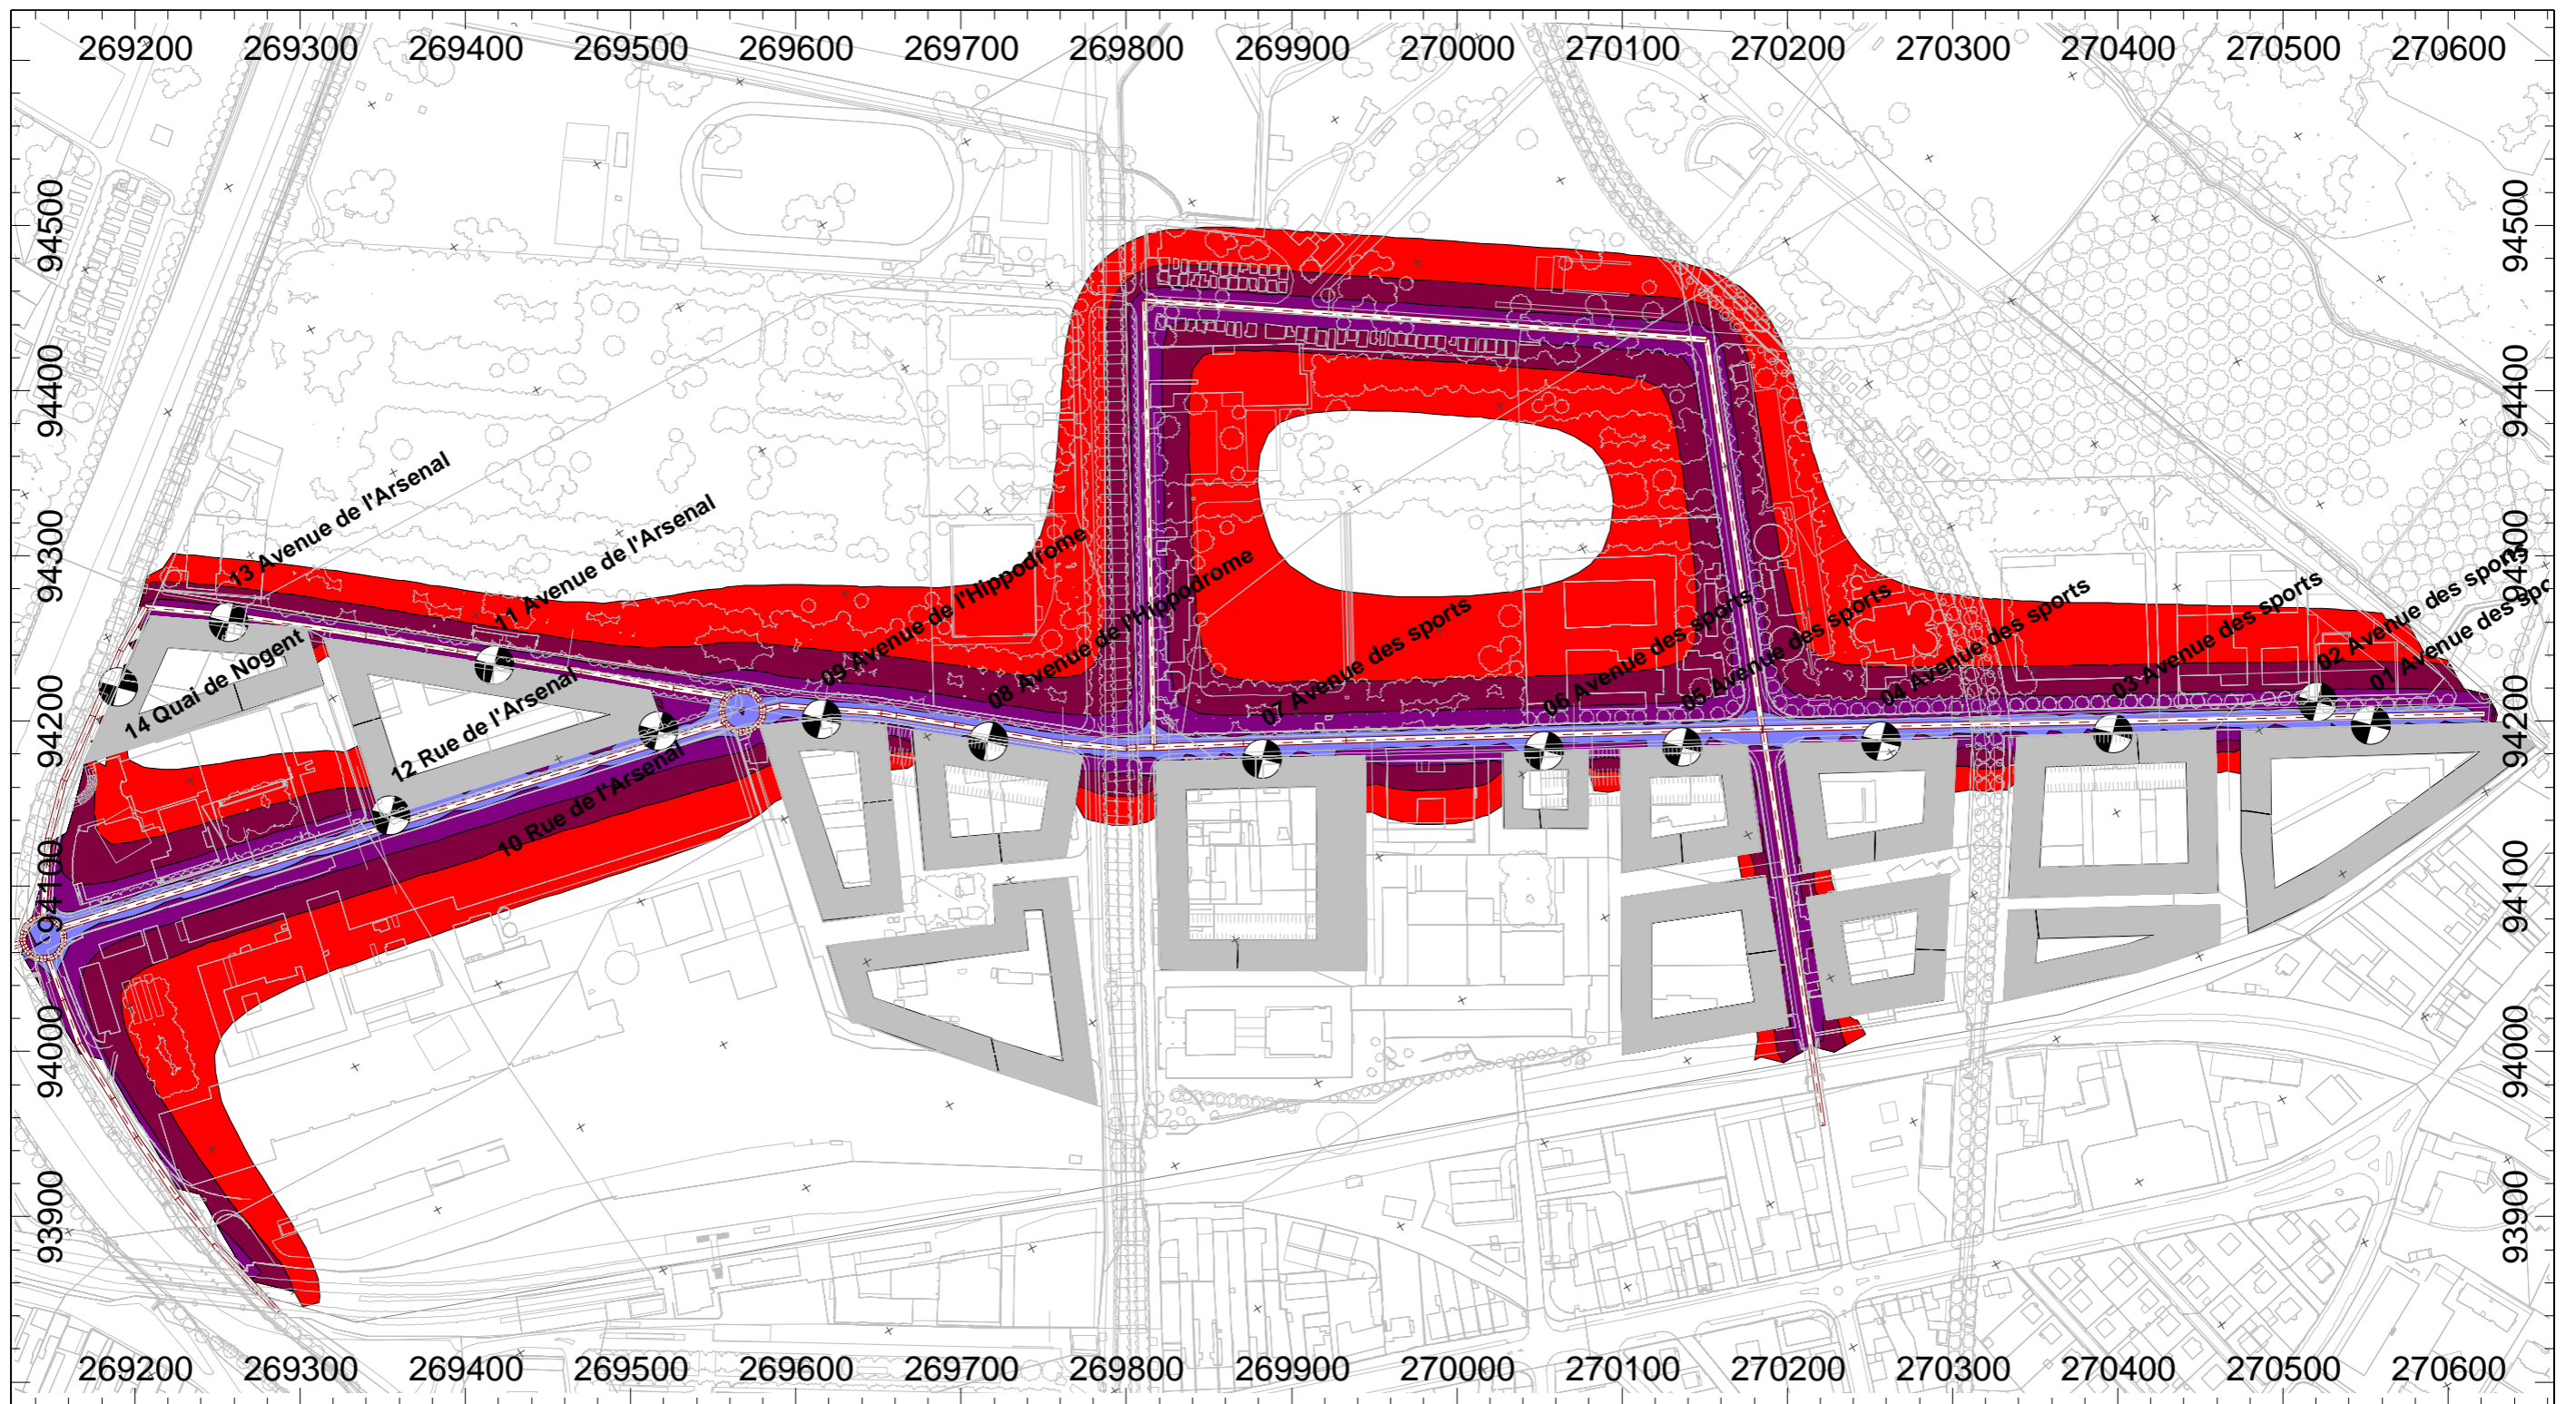 269200 269300 269400 269500 269600 269700 269800 269900 270000 270100 270200 270300 270400 270500 270600
94500 94500
94400 94400
94300 94300
94200 94200
94100 94100
94000 94000
93900 93900
13 Avenue de l'Arsenal
11 Avenue de l'Arsenal
09 Avenue de l'Hippodrome
08 Avenue de l'Hippodrome
07 Avenue des sports
06 Avenue des sports
05 Avenue des sports
04 Avenue des sports
03 Avenue des sports
02 Avenue des sports
01 Avenue des spo
14 Quai de Nogent
12 Rue de l'Arsenal
10 Rue de l'Arsenal
269200 269300 269400 269500 269600 269700 269800 269900 270000 270100 270200 270300 270400 270500 270600